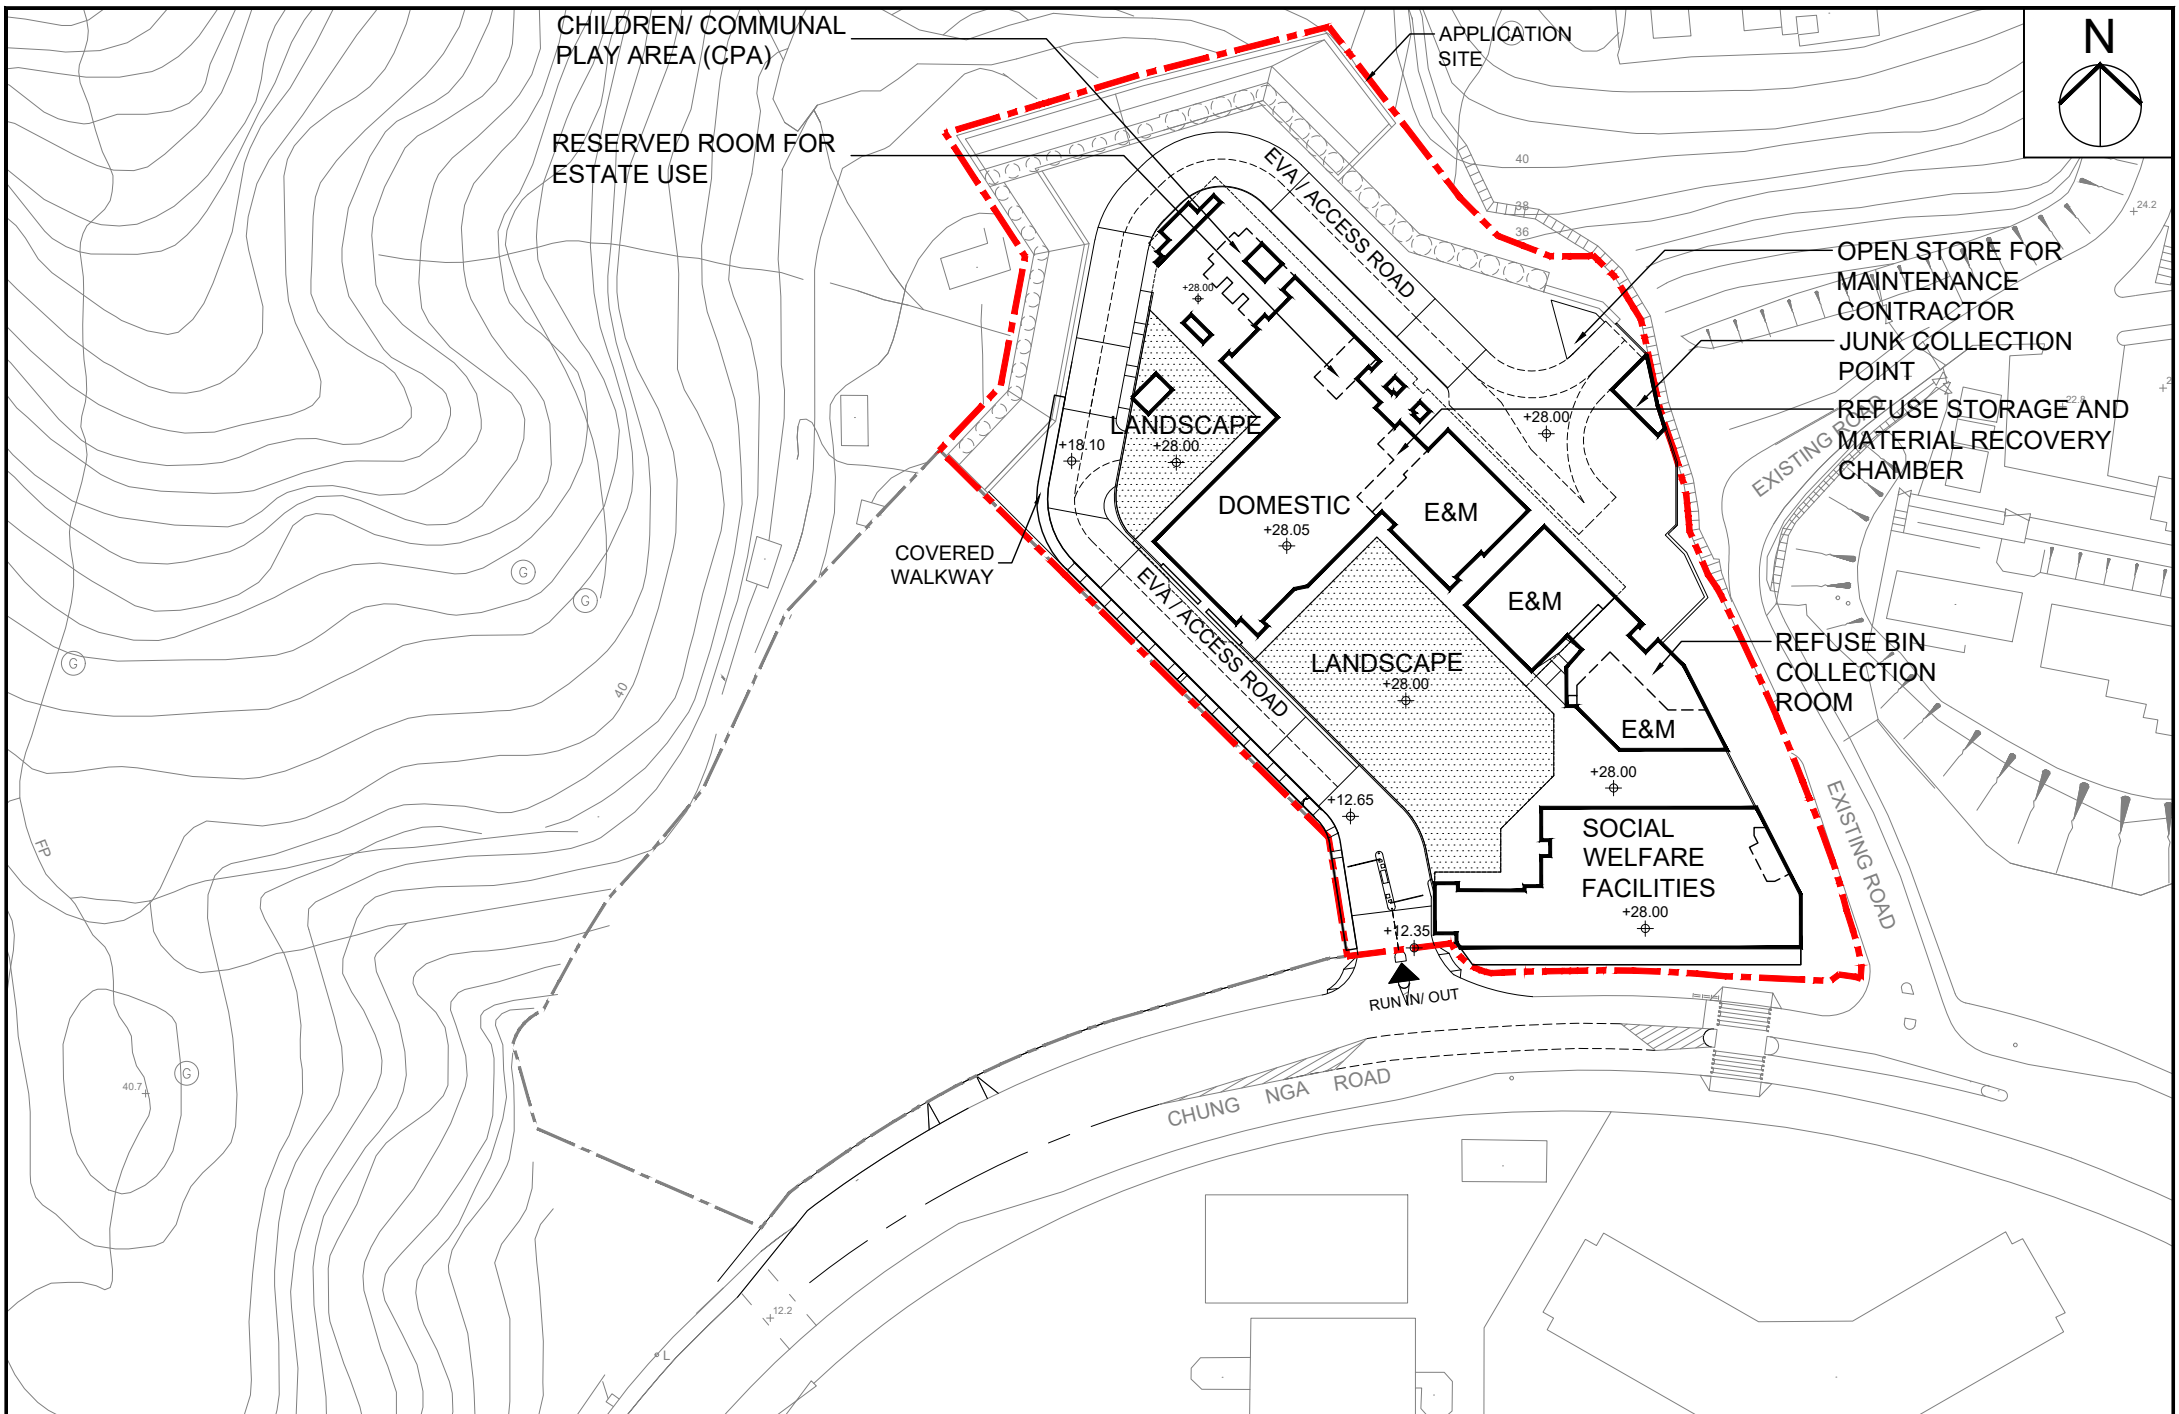 CHILDREN/ COMMUNAL
PLAY AREA (CPA)
APPLICATION
SITE
N
RESERVED ROOM FOR
ESTATE USE
40
38
36
24.2
EVA / ACCESS ROAD
OPEN STORE FOR
MAINTENANCE
CONTRACTOR
JUNK COLLECTION
POINT
REFUSE STORAGE AND
MATERIAL RECOVERY
CHAMBER
22.8
EXISTING ROAD
+28.00
+28.00
LANDSCAPE
+28.00
+18.10
DOMESTIC
+28.05
E&M
E&M
COVERED
WALKWAY
EVA / ACCESS ROAD
LANDSCAPE
+28.00
REFUSE BIN
COLLECTION
ROOM
E&M
+28.00
+12.65
SOCIAL
WELFARE
FACILITIES
+28.00
+12.35
EXISTING ROAD
RUN IN/ OUT
CHUNG NGA ROAD
G
G
G
G
40
FP
40.7
12.2
L